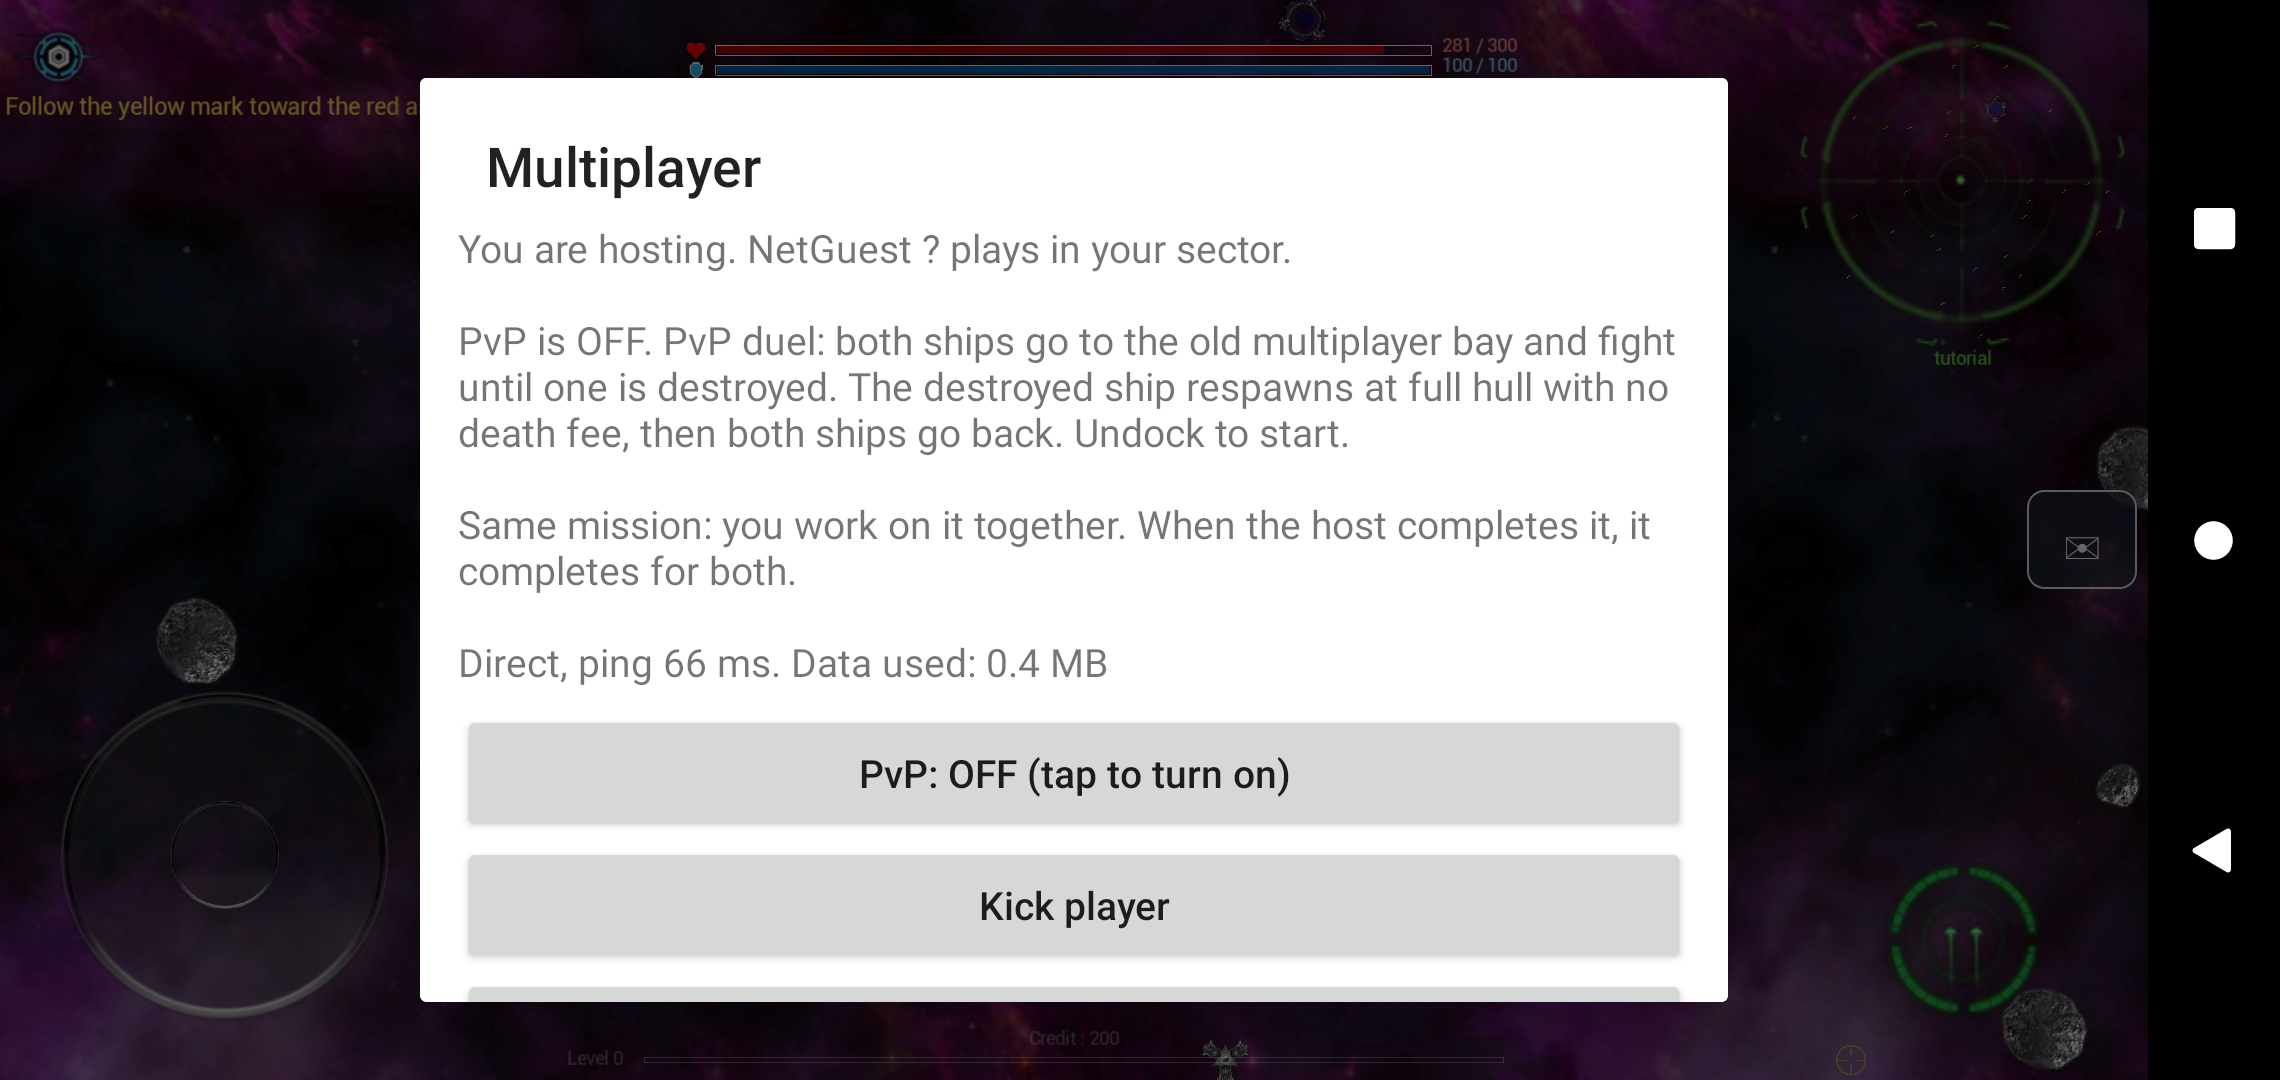 281 / 300
100 / 100
Follow the yellow mark toward the red a
Multiplayer
You are hosting. NetGuest ? plays in your sector.
PvP is OFF. PvP duel: both ships go to the old multiplayer bay and fight
until one is destroyed. The destroyed ship respawns at full hull with no
death fee, then both ships go back. Undock to start.
Same mission: you work on it together. When the host completes it, it
completes for both.
Direct, ping 66 ms. Data used: 0.4 MB
PvP: OFF (tap to turn on)
Kick player
tutorial
Credit : 200
Level 0